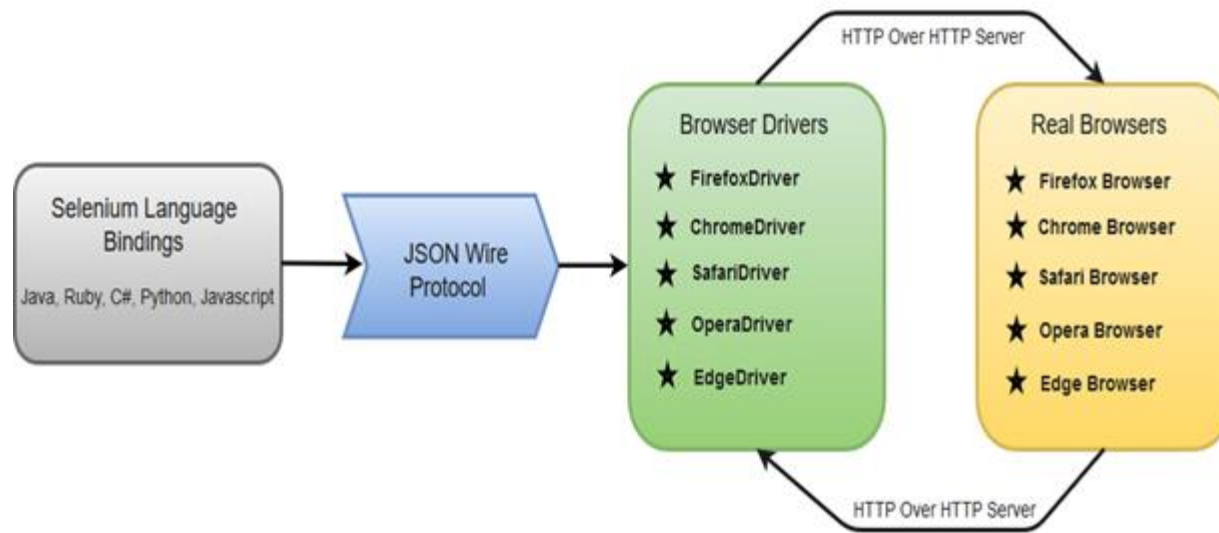 HTTP Over HTTP Server
Selenium Language
Bindings
Java, Ruby, C#, Python, Javascript
JSON Wire
Protocol
Browser Drivers
FirefoxDriver
ChromeDriver
SafariDriver
OperaDriver
EdgeDriver
Real Browsers
Firefox Browser
Chrome Browser
Safari Browser
Opera Browser
Edge Browser
HTTP Over HTTP Server